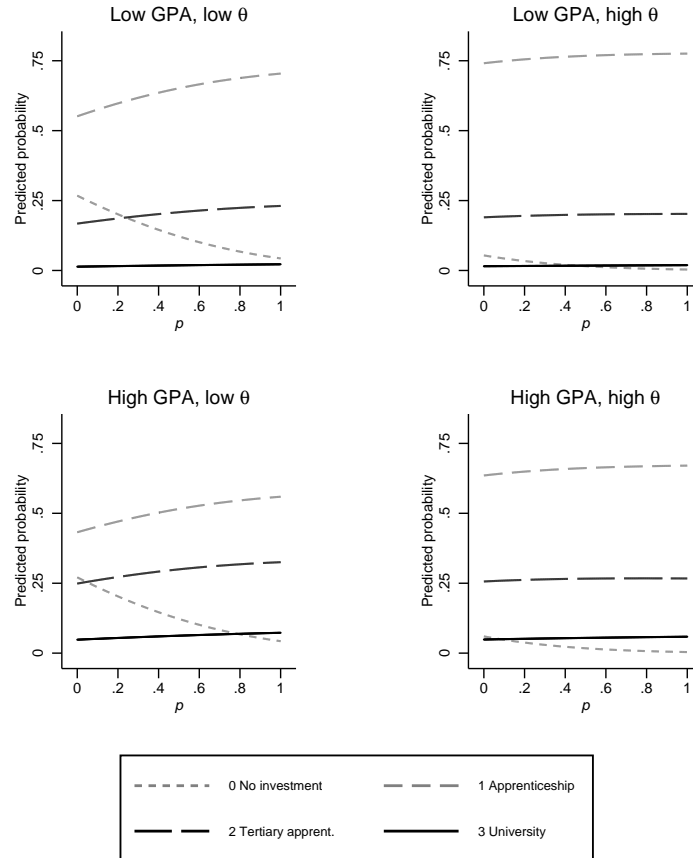 Low GPA, low θ
Predicted probability
0 .25 .5 .75
0 .2 .4 .6 .8 1
p
Low GPA, high θ
Predicted probability
0 .25 .5 .75
0 .2 .4 .6 .8 1
p
High GPA, low θ
Predicted probability
0 .25 .5 .75
0 .2 .4 .6 .8 1
p
High GPA, high θ
Predicted probability
0 .25 .5 .75
0 .2 .4 .6 .8 1
p
0 No investment
1 Apprenticeship
2 Tertiary apprent.
3 University